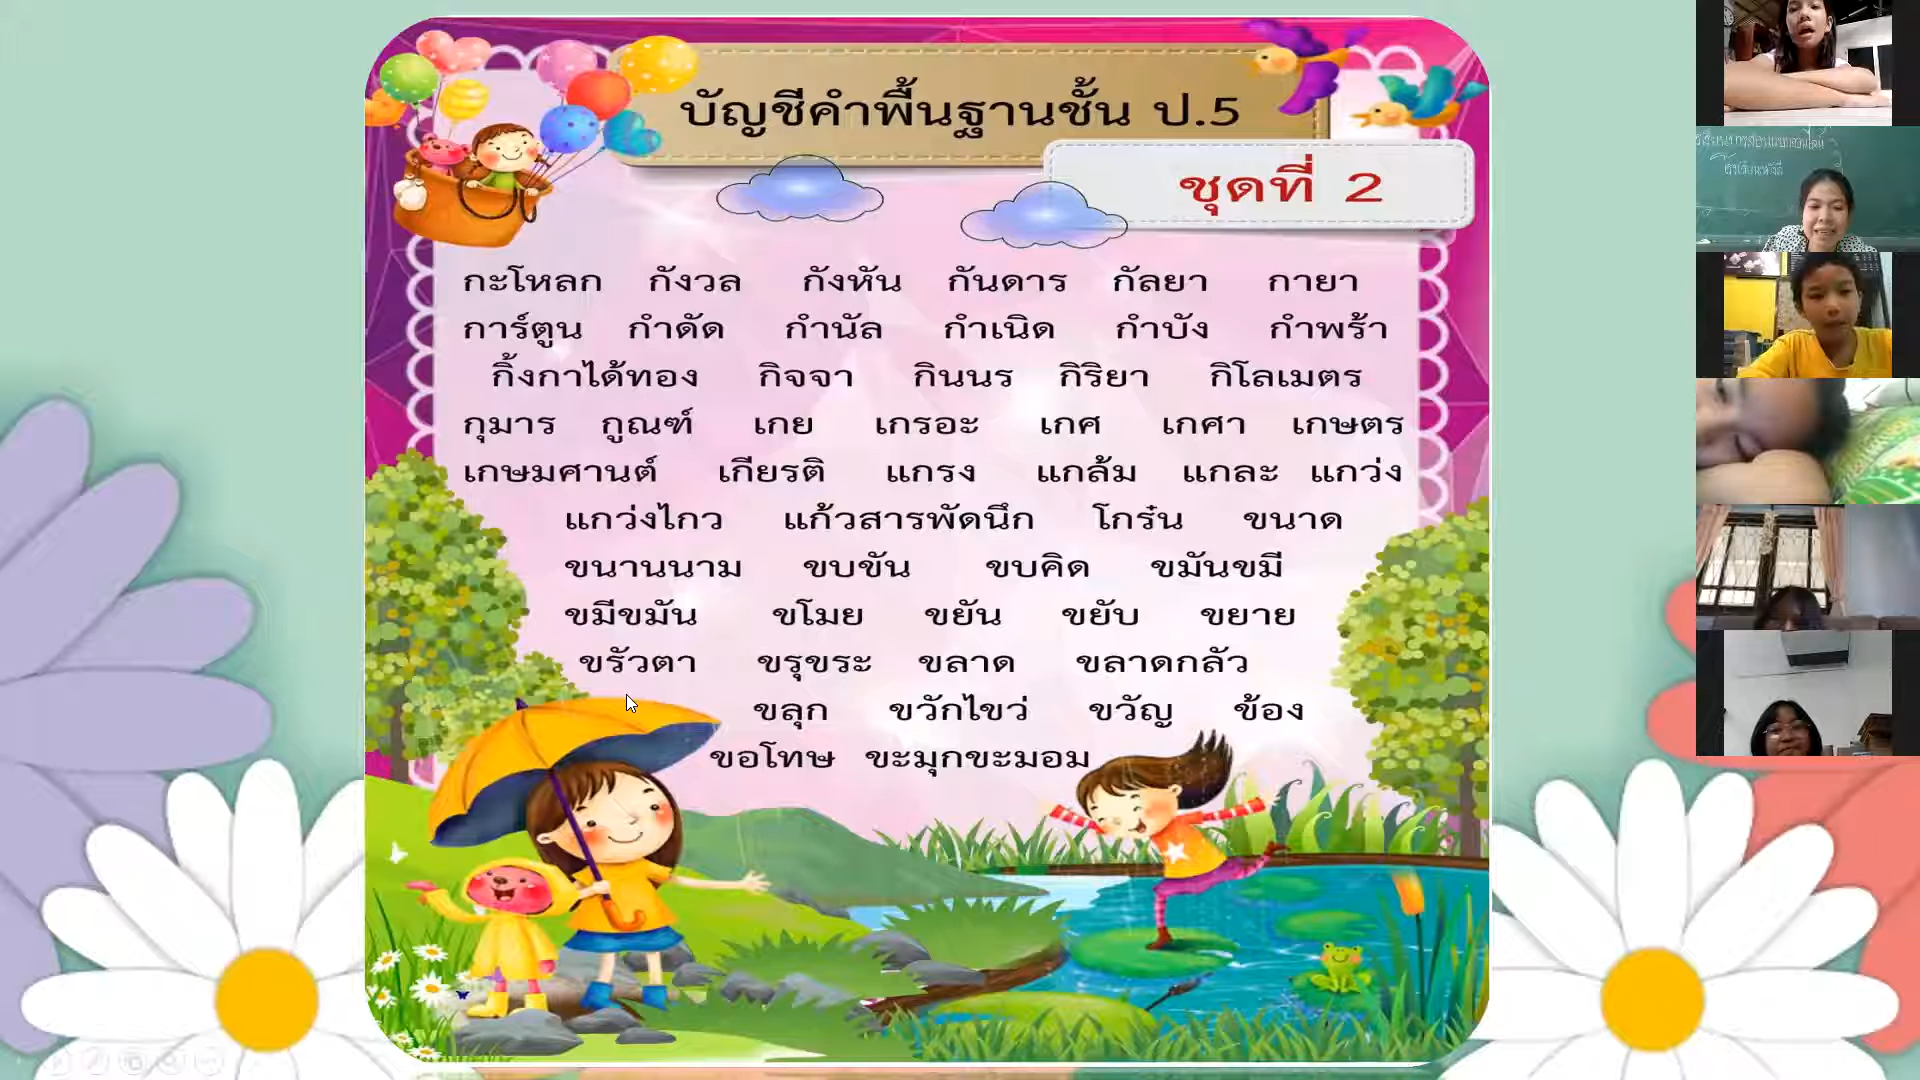 บัญชีคำพื้นฐานชั้น ป.5
ชุดที่ 2
กะโหลก กังวล กังหัน กันดาร กัลยา กายา
การ์ตูน กำดัด กำนัล กำเนิด กำบัง กำพร้า
กิ้งกาได้ทอง กิจจา กินนร กิริยา กิโลเมตร
กุมาร กูณฑ์ เกย เกรอะ เกศ เกศา เกษตร
เกษมศานต์ เกียรติ แกรง แกล้ม แกละ แกว่ง
แกว่งไกว แก้วสารพัดนึก โกร๋น ขนาด
ขนานนาม ขบขัน ขบคิด ขมันขมี
ขมีขมัน ขโมย ขยัน ขยับ ขยาย
ขรัวตา ขรุขระ ขลาด ขลาดกลัว
ขลุก ขวักไขว่ ขวัญ ข้อง
ขอโทษ ขะมุกขะมอม